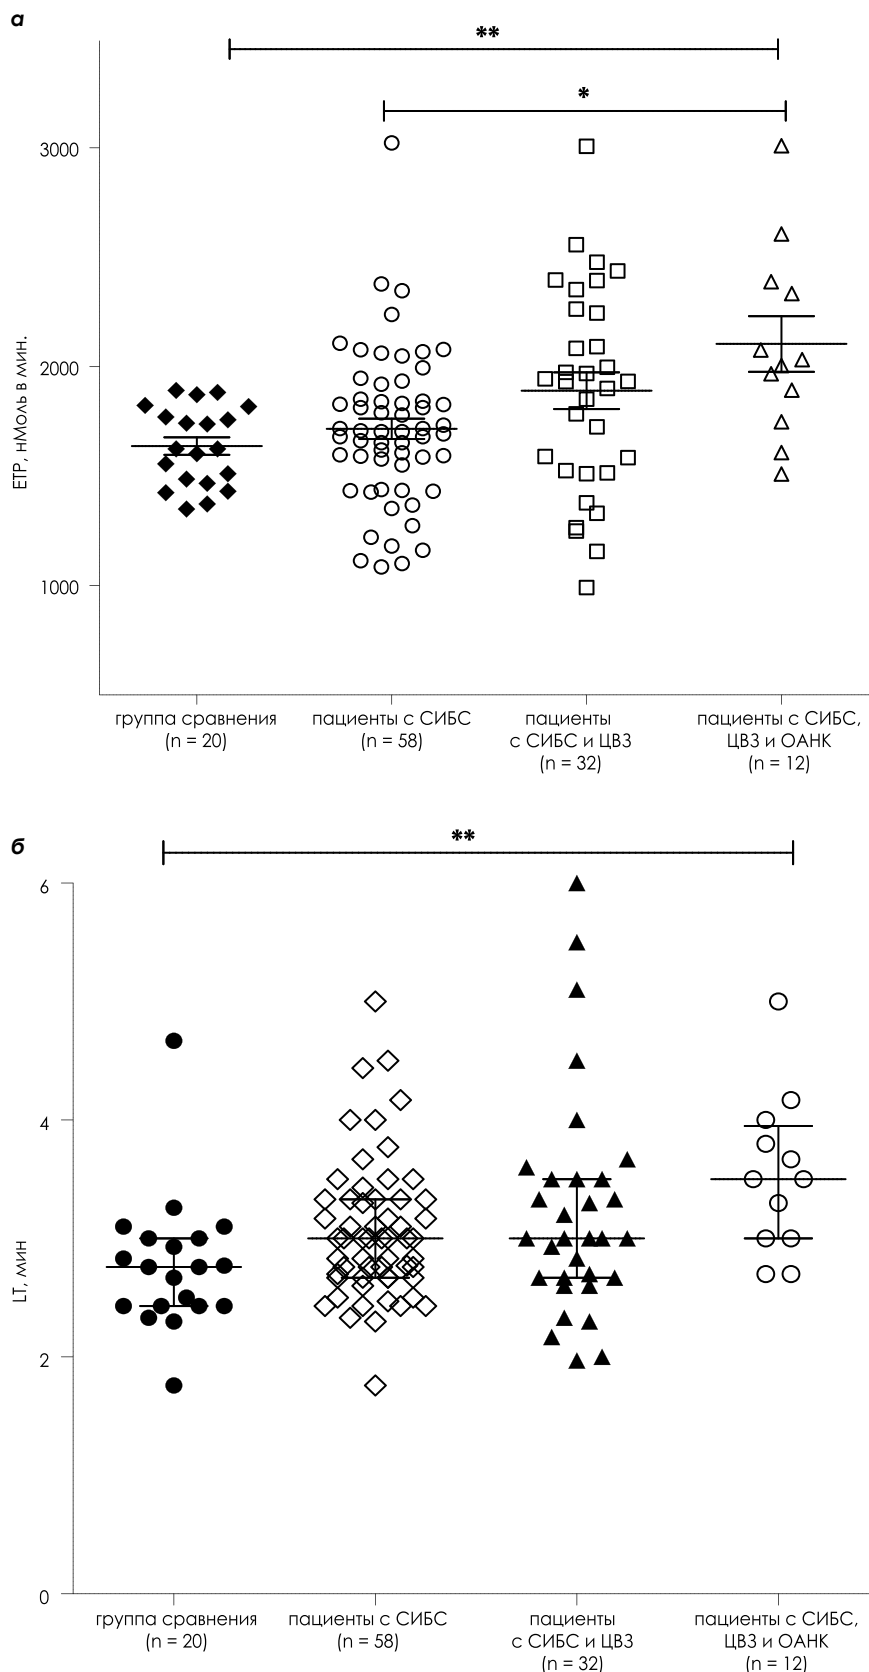 а
**
*
3000
2000
1000
ETP, нМоль в мин.
группа сравнения
(n = 20)
пациенты с СИБС
(n = 58)
пациенты
с СИБС и ЦВЗ
(n = 32)
пациенты с СИБС,
ЦВЗ и ОАНК
(n = 12)
б
**
6
4
2
0
LT, мин
группа сравнения
(n = 20)
пациенты с СИБС
(n = 58)
пациенты
с СИБС и ЦВЗ
(n = 32)
пациенты с СИБС,
ЦВЗ и ОАНК
(n = 12)